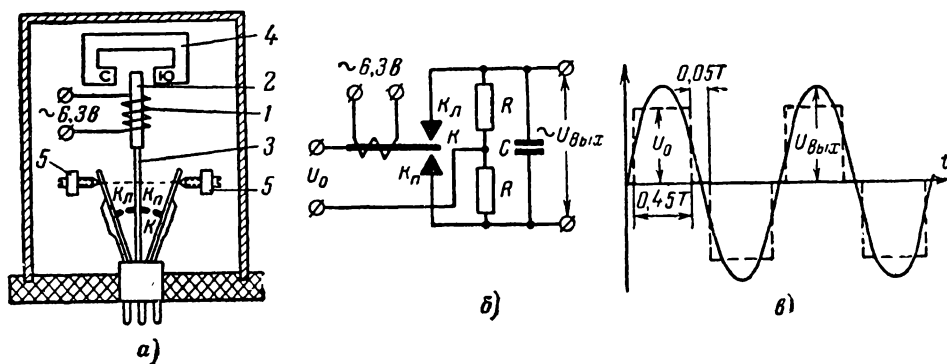 4
С Ю
2
1
~6,3В
3
5
5
Кл Кп
К
а)
~6,3В
Кл
К
Кп
U₀
R
R
С
~Uвых
б)
0,05T
U₀
Uвых
0,45T
t
в)